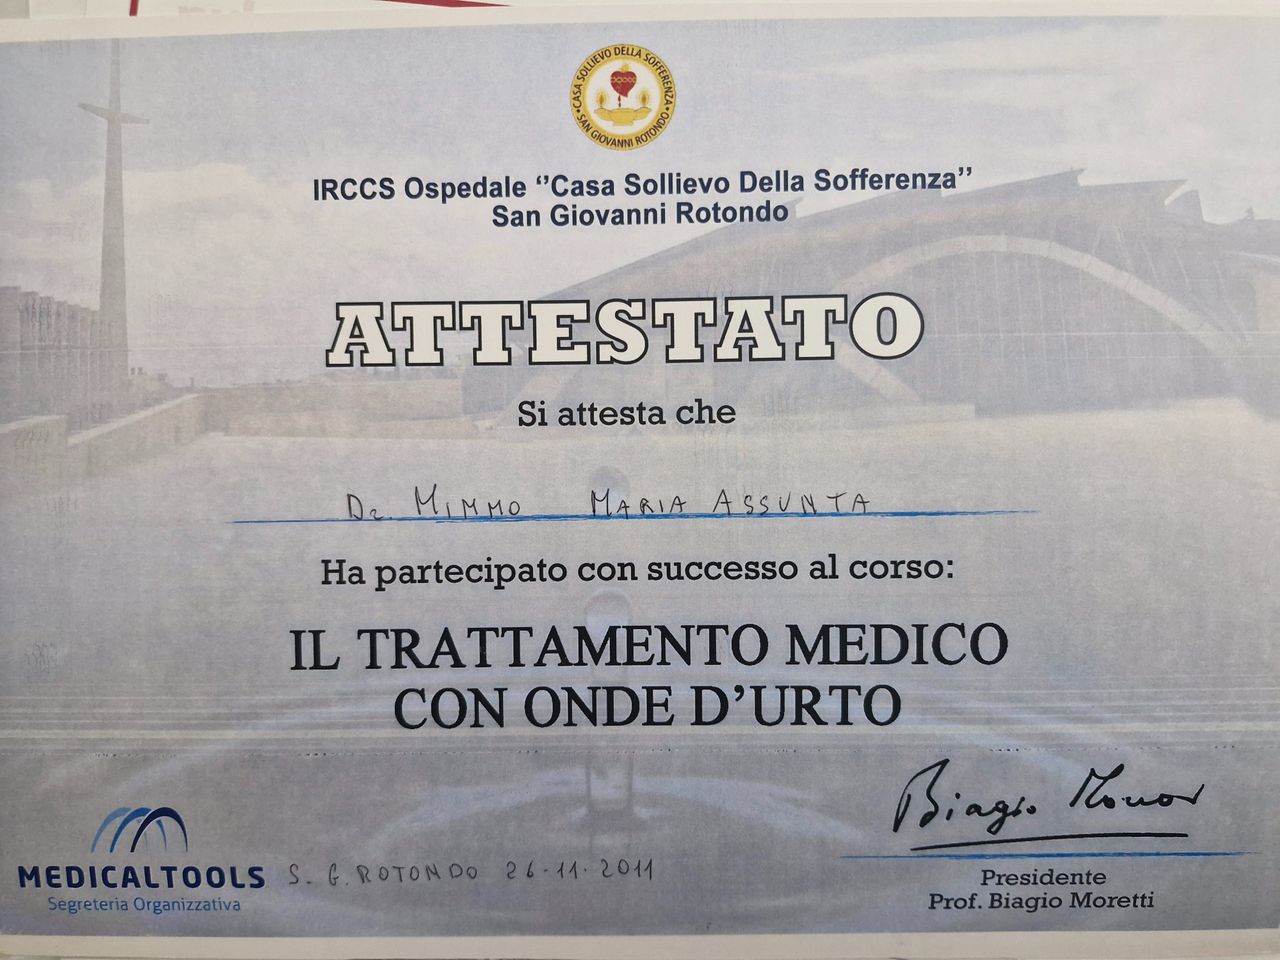 CASA SOLLIEVO DELLA SOFFERENZA
SAN GIOVANNI ROTONDO
IRCCS Ospedale ‘’Casa Sollievo Della Sofferenza’’
San Giovanni Rotondo
ATTESTATO
Si attesta che
Dr. MIMMO MARIA ASSUNTA
Ha partecipato con successo al corso:
IL TRATTAMENTO MEDICO
CON ONDE D’URTO
Biagio Moretti
MEDICALTOOLS
Segreteria Organizzativa
S. G. ROTONDO 26-11-2011
Presidente
Prof. Biagio Moretti